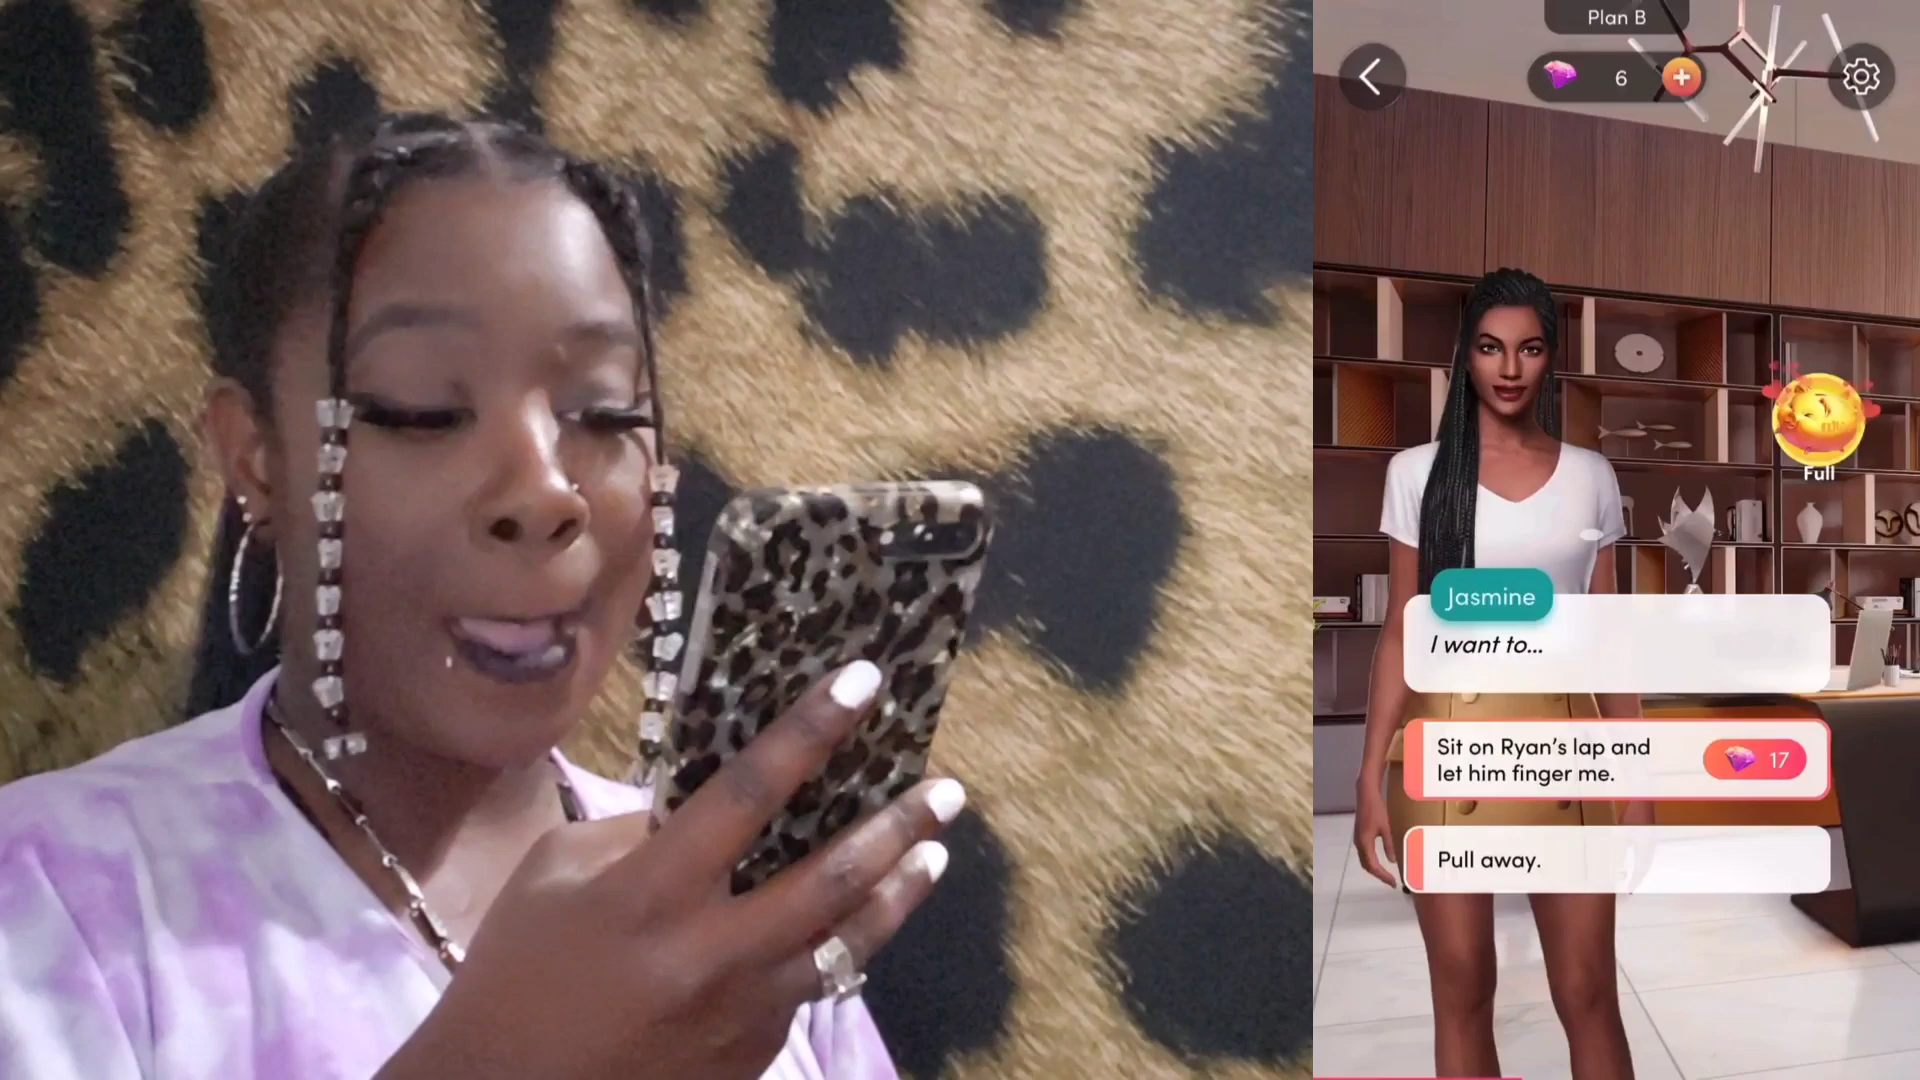 Plan B
6
Full
Jasmine
I want to...
Sit on Ryan's lap and
let him finger me.
17
Pull away.